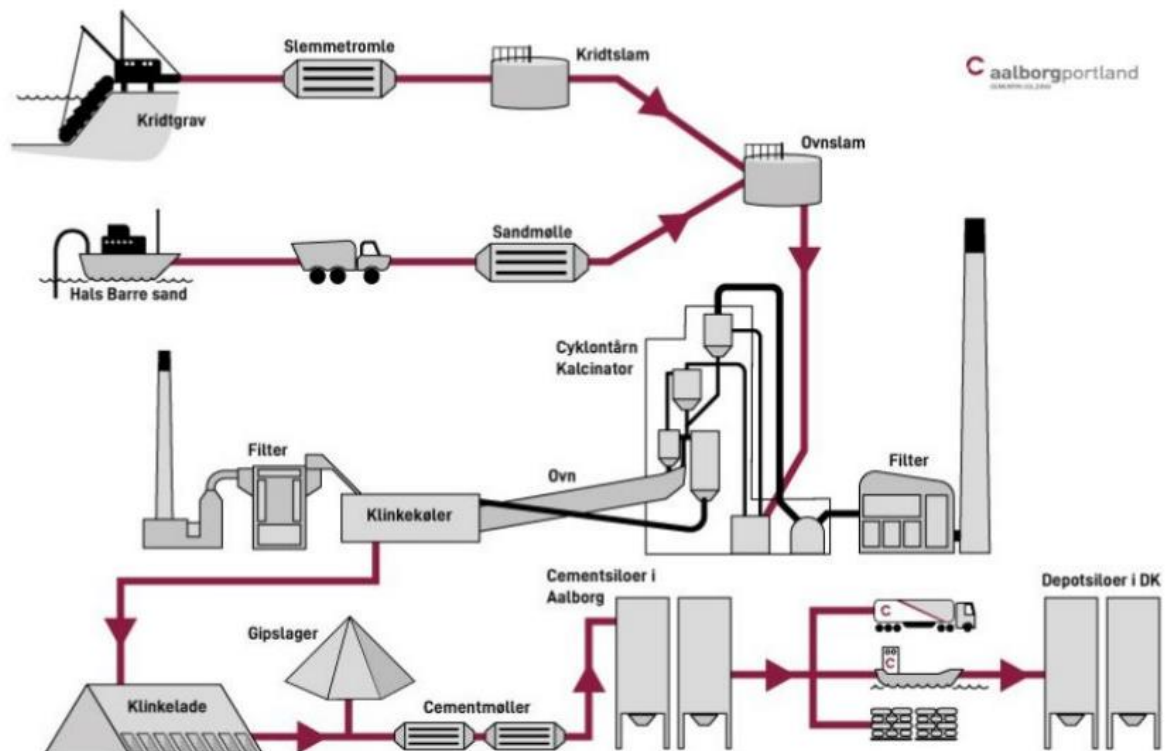 Slemmetromle
Kridtslam
C aalborgportland
Kridtgrav
Ovnslam
Sandmølle
Hals Barre sand
Cyklontårn
Kalcinator
Filter
Ovn
Filter
Klinkekøler
Cementsiloer i
Aalborg
Depotsiloer i DK
C
Gipslager
C
Klinkelade
Cementmøller